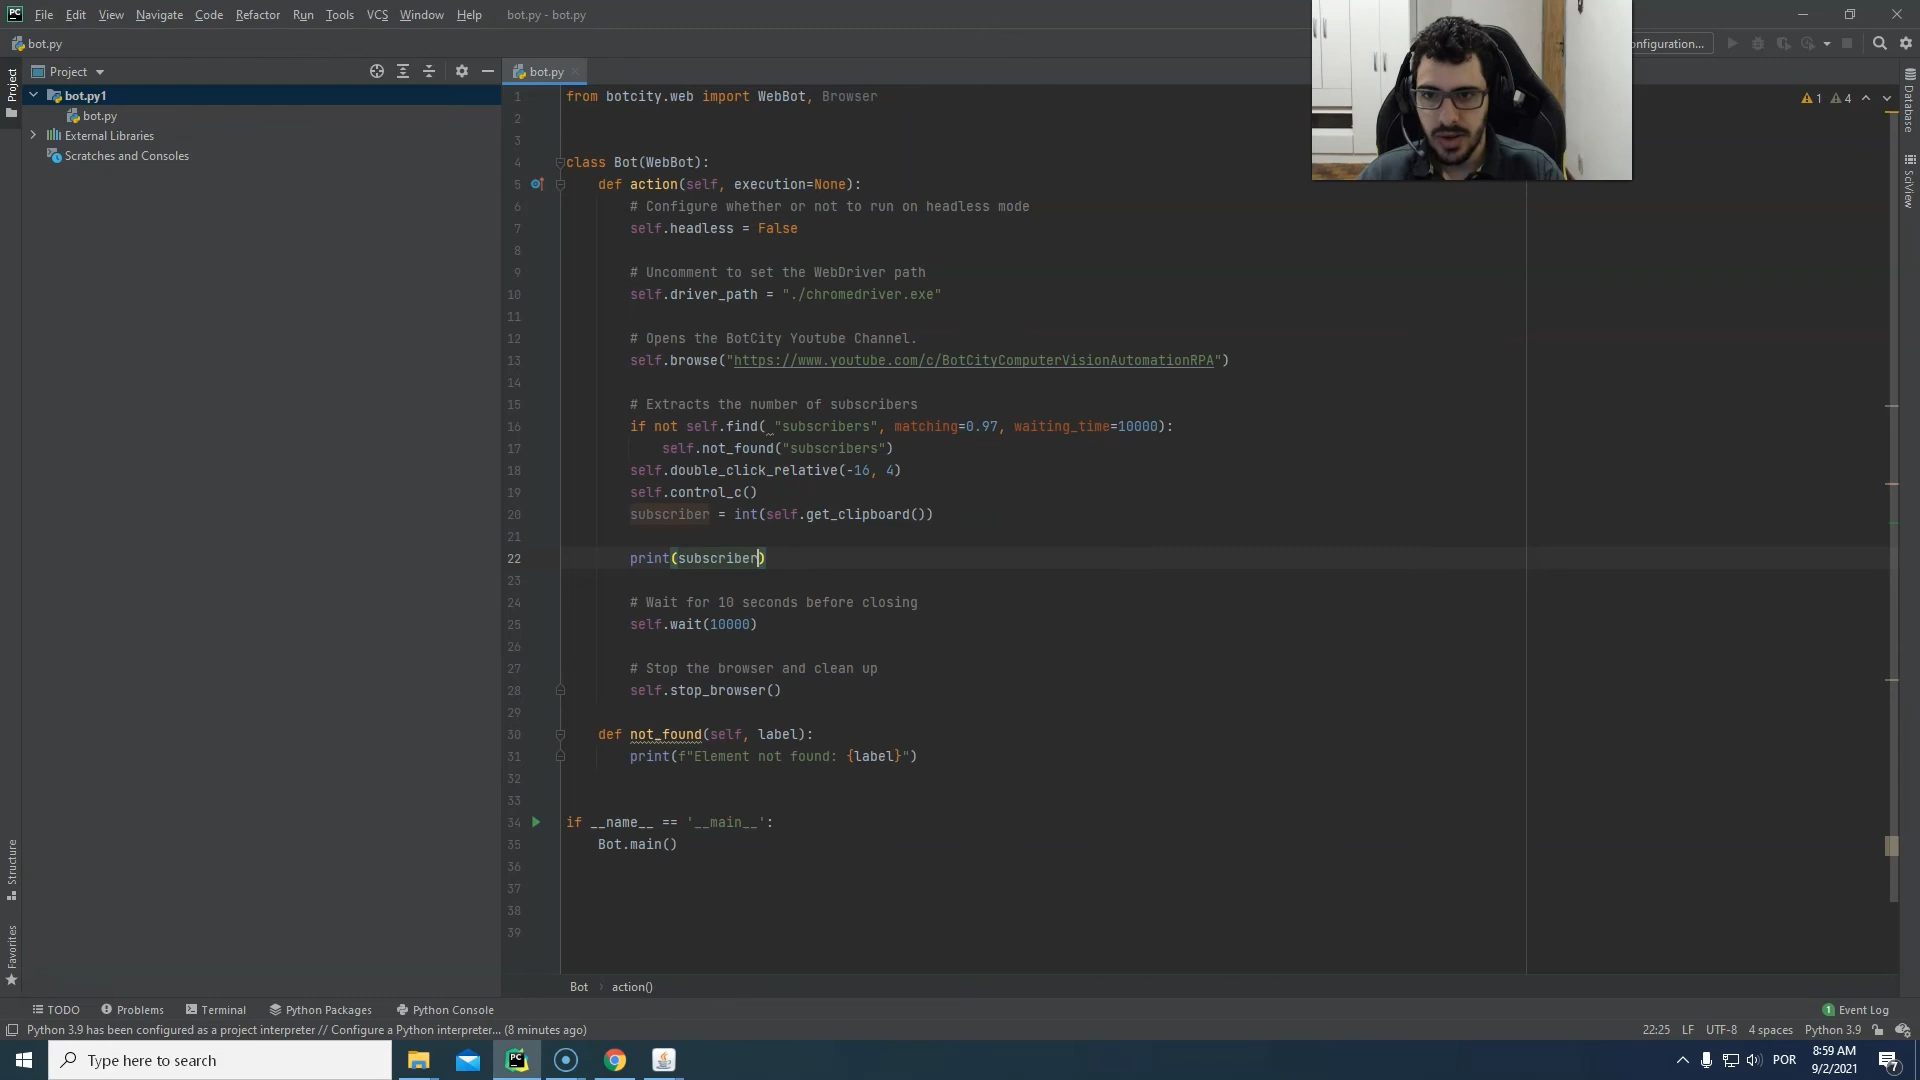 PC File Edit View Navigate Code Refactor Run Tools VCS Window Help bot.py - bot.py
bot.py
onfiguration...
Project
bot.py
Project
bot.py1
bot.py
External Libraries
Scratches and Consoles
1 from botcity.web import WebBot, Browser
2
3
4 class Bot(WebBot):
5 def action(self, execution=None):
6 # Configure whether or not to run on headless mode
7 self.headless = False
8
9 # Uncomment to set the WebDriver path
10 self.driver_path = "./chromedriver.exe"
11
12 # Opens the BotCity Youtube Channel.
13 self.browse("https://www.youtube.com/c/BotCityComputerVisionAutomationRPA")
14
15 # Extracts the number of subscribers
16 if not self.find( "subscribers", matching=0.97, waiting_time=10000):
17 self.not_found("subscribers")
18 self.double_click_relative(-16, 4)
19 self.control_c()
20 subscriber = int(self.get_clipboard())
21
22 print(subscriber)
23
24 # Wait for 10 seconds before closing
25 self.wait(10000)
26
27 # Stop the browser and clean up
28 self.stop_browser()
29
30 def not_found(self, label):
31 print(f"Element not found: {label}")
32
33
34 if __name__ == '__main__':
35 Bot.main()
36
37
38
39
1 4
Database
SciView
Structure
Favorites
Bot › action()
TODO Problems Terminal Python Packages Python Console
1 Event Log
Python 3.9 has been configured as a project interpreter // Configure a Python interpreter... (8 minutes ago)
22:25 LF UTF-8 4 spaces Python 3.9
Type here to search
PC
POR
8:59 AM
9/2/2021
7